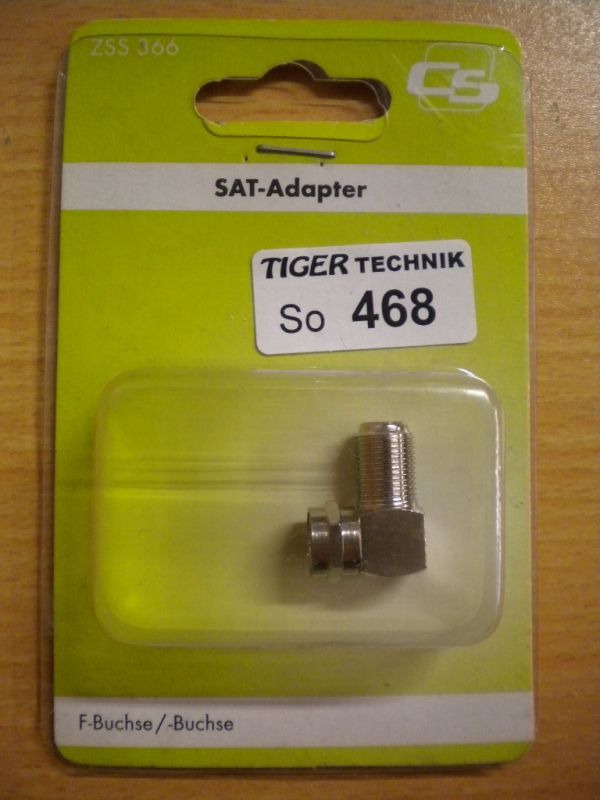 ZSS 366
CS
SAT-Adapter
TIGER TECHNIK
So 468
F-Buchse/-Buchse